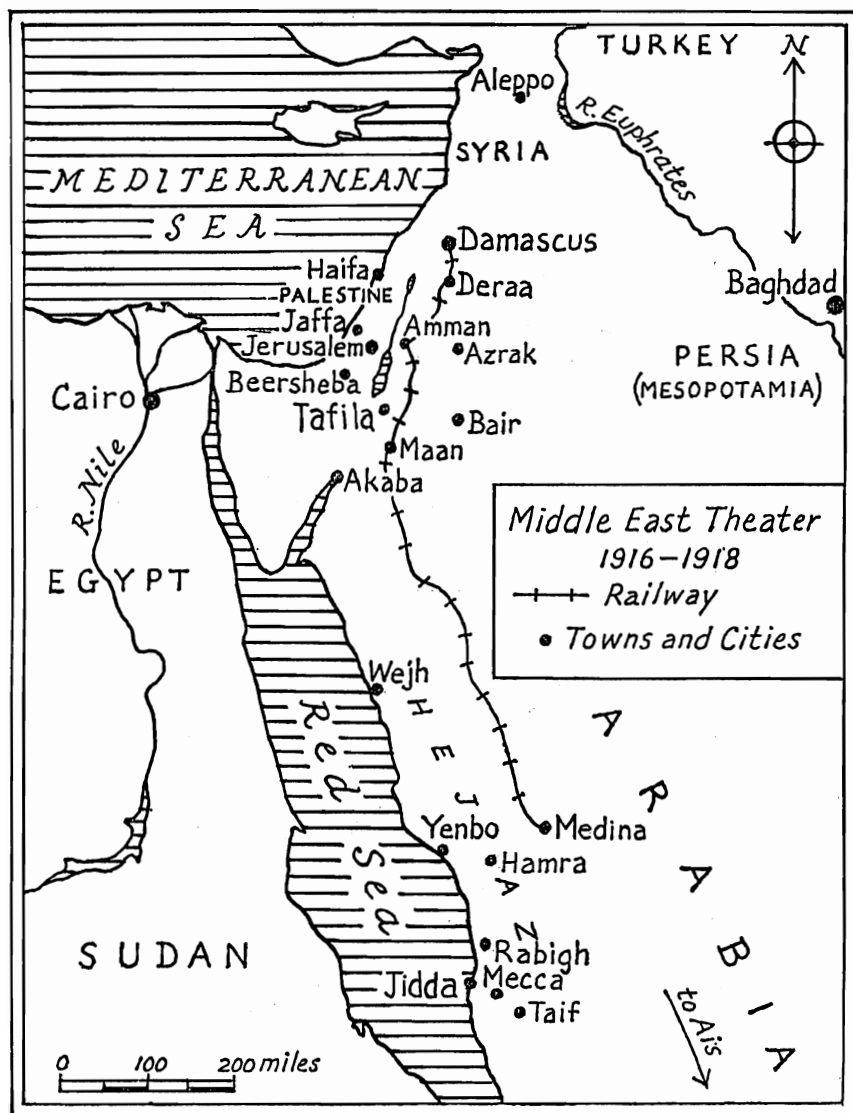 TURKEY
N
Aleppo
R. Euphrates
SYRIA
MEDITERRANEAN
SEA
Damascus
Haifa
Deraa
Baghdad
PALESTINE
Jaffa
Amman
Jerusalem
Azrak
PERSIA
Beersheba
(MESOPOTAMIA)
Cairo
Tafila
Bair
Maan
R. Nile
Akaba
Middle East Theater
1916-1918
Railway
Towns and Cities
EGYPT
Wejh
HEJAZ
ARABIA
Red Sea
Yenbo
Medina
Hamra
SUDAN
Rabigh
Jidda
Mecca
Taif
to Ais
0 100 200 miles